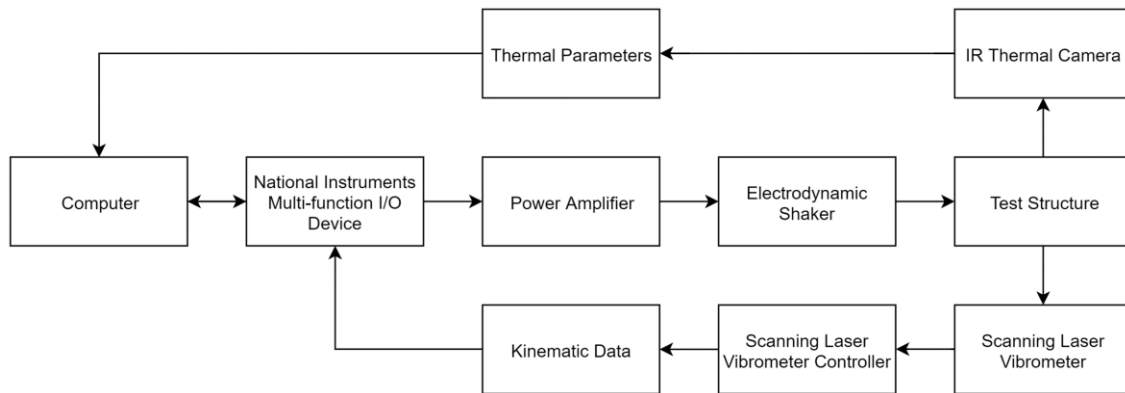 Thermal Parameters
IR Thermal Camera
Computer
National Instruments
Multi-function I/O
Device
Power Amplifier
Electrodynamic
Shaker
Test Structure
Kinematic Data
Scanning Laser
Vibrometer Controller
Scanning Laser
Vibrometer